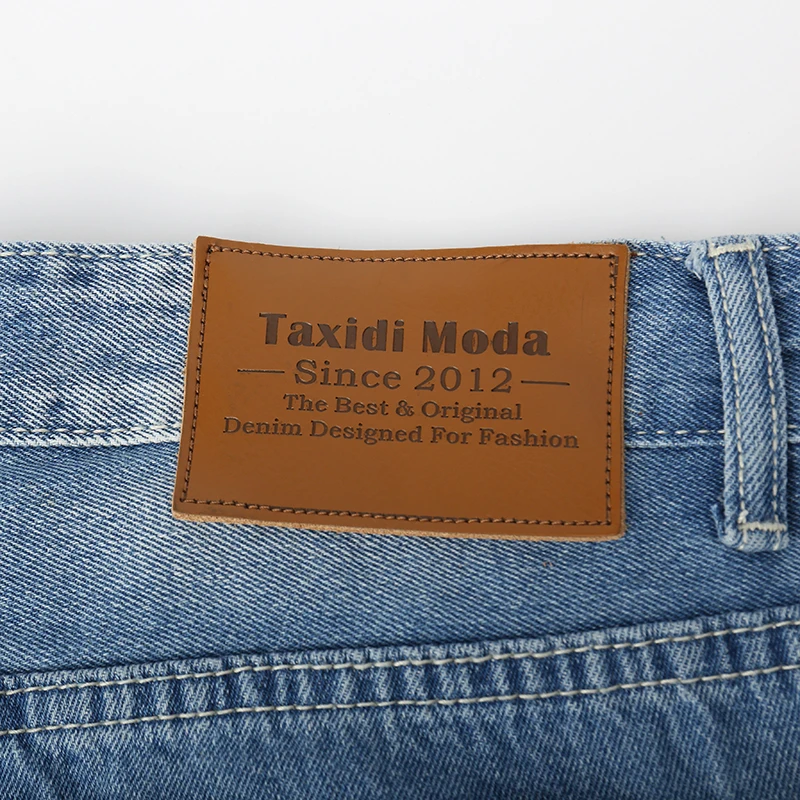 Taxidi Moda
Since 2012
The Best & Original
Denim Designed For Fashion